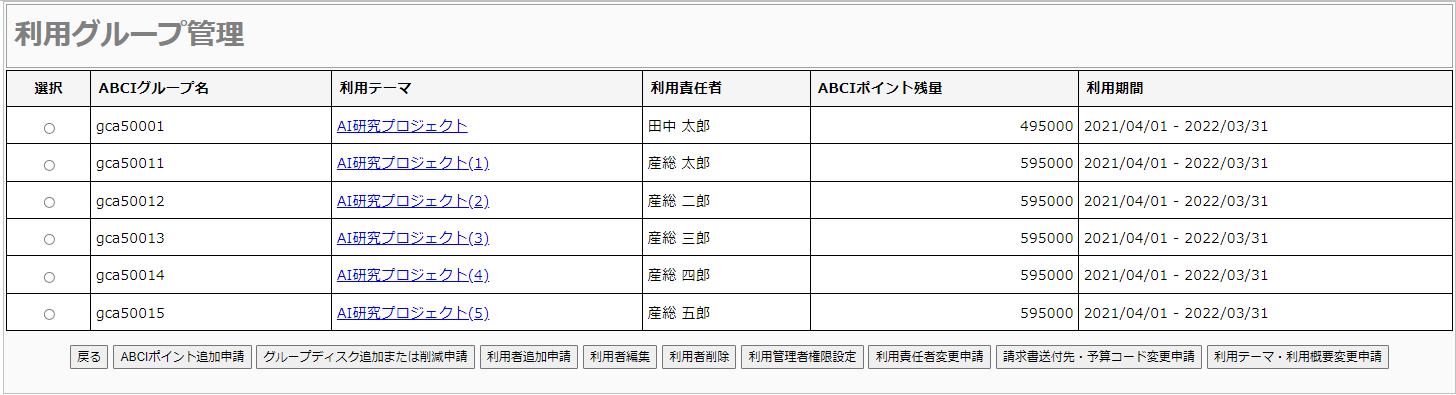 利用グループ管理
選択 ABCIグループ名 利用テーマ 利用責任者 ABCIポイント残量 利用期間
gca50001 AI研究プロジェクト 田中 太郎 495000 2021/04/01 - 2022/03/31
gca50011 AI研究プロジェクト(1) 産総 太郎 595000 2021/04/01 - 2022/03/31
gca50012 AI研究プロジェクト(2) 産総 二郎 595000 2021/04/01 - 2022/03/31
gca50013 AI研究プロジェクト(3) 産総 三郎 595000 2021/04/01 - 2022/03/31
gca50014 AI研究プロジェクト(4) 産総 四郎 595000 2021/04/01 - 2022/03/31
gca50015 AI研究プロジェクト(5) 産総 五郎 595000 2021/04/01 - 2022/03/31
戻る ABCIポイント追加申請 グループディスク追加または削減申請 利用者追加申請 利用者編集 利用者削除 利用管理者権限設定 利用責任者変更申請 請求書送付先・予算コード変更申請 利用テーマ・利用概要変更申請